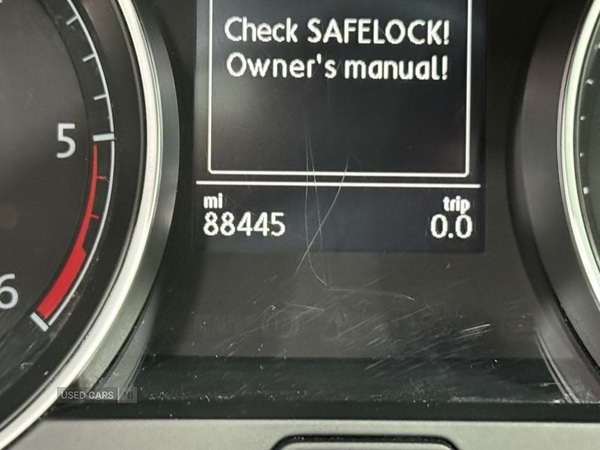 Check SAFELOCK!
Owner's manual!
5
mi trip
88445 0.0
6
USED CARS NI